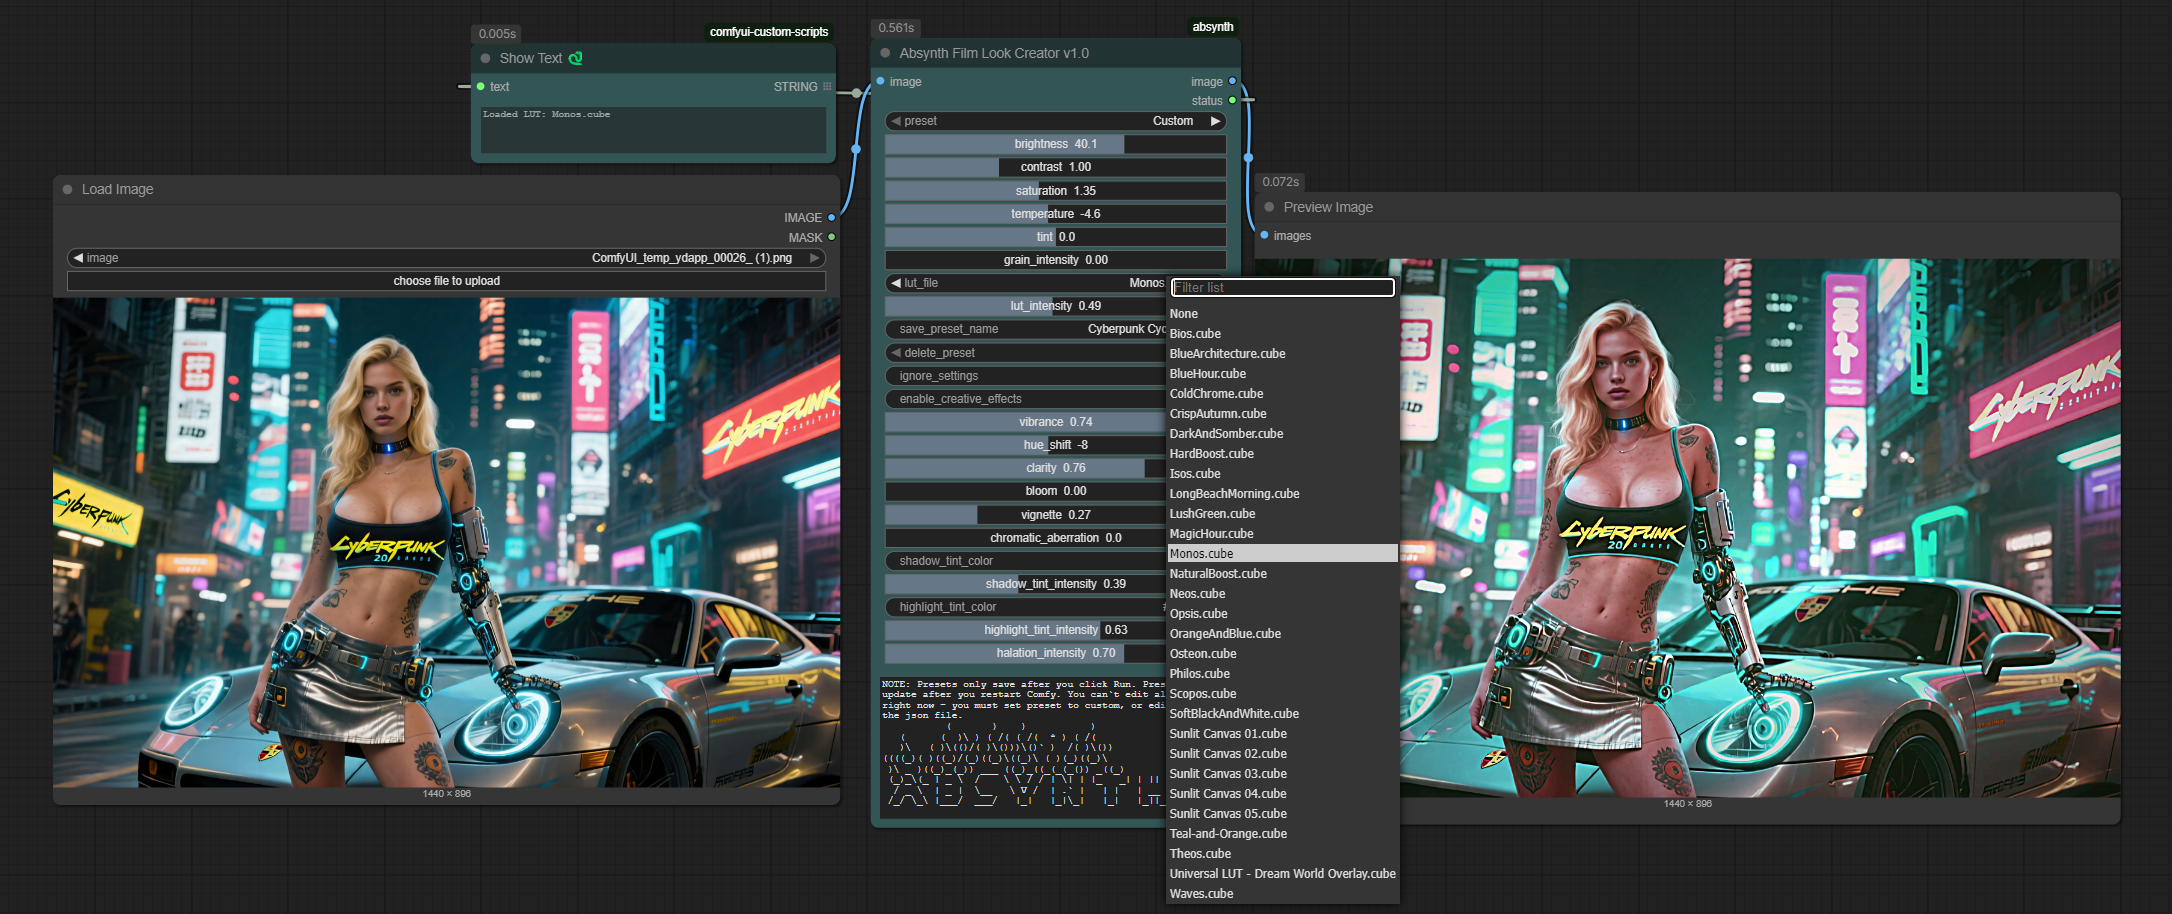 0.005s
comfyui-custom-scripts
Show Text
text
STRING
Loaded LUT: Monos.cube
Load Image
IMAGE
MASK
image
ComfyUI_temp_ydapp_00026_ (1).png
choose file to upload
CYBERPUNK
CYBERPUNK
CYBERPUNK
20
PORSCHE
1440 × 896
0.561s
absynth
Absynth Film Look Creator v1.0
image
image
status
preset
Custom
brightness 40.1
contrast 1.00
saturation 1.35
temperature -4.6
tint 0.0
grain_intensity 0.00
lut_file
Monos
lut_intensity 0.49
save_preset_name
Cyberpunk Cyc
delete_preset
ignore_settings
enable_creative_effects
vibrance 0.74
hue_shift -8
clarity 0.76
bloom 0.00
vignette 0.27
chromatic_aberration 0.0
shadow_tint_color
shadow_tint_intensity 0.39
highlight_tint_color
highlight_tint_intensity 0.63
halation_intensity 0.70
NOTE: Presets only save after you click Run. Pres
update after you restart Comfy. You can't edit al
right now - you must set preset to custom, or edi
the json file.
Filter list
None
Bios.cube
BlueArchitecture.cube
BlueHour.cube
ColdChrome.cube
CrispAutumn.cube
DarkAndSomber.cube
HardBoost.cube
Isos.cube
LongBeachMorning.cube
LushGreen.cube
MagicHour.cube
Monos.cube
NaturalBoost.cube
Neos.cube
Opsis.cube
OrangeAndBlue.cube
Osteon.cube
Philos.cube
Scopos.cube
SoftBlackAndWhite.cube
Sunlit Canvas 01.cube
Sunlit Canvas 02.cube
Sunlit Canvas 03.cube
Sunlit Canvas 04.cube
Sunlit Canvas 05.cube
Teal-and-Orange.cube
Theos.cube
Universal LUT - Dream World Overlay.cube
Waves.cube
0.072s
Preview Image
images
CYBERPUNK
CYBERPUNK
20
1440 × 896